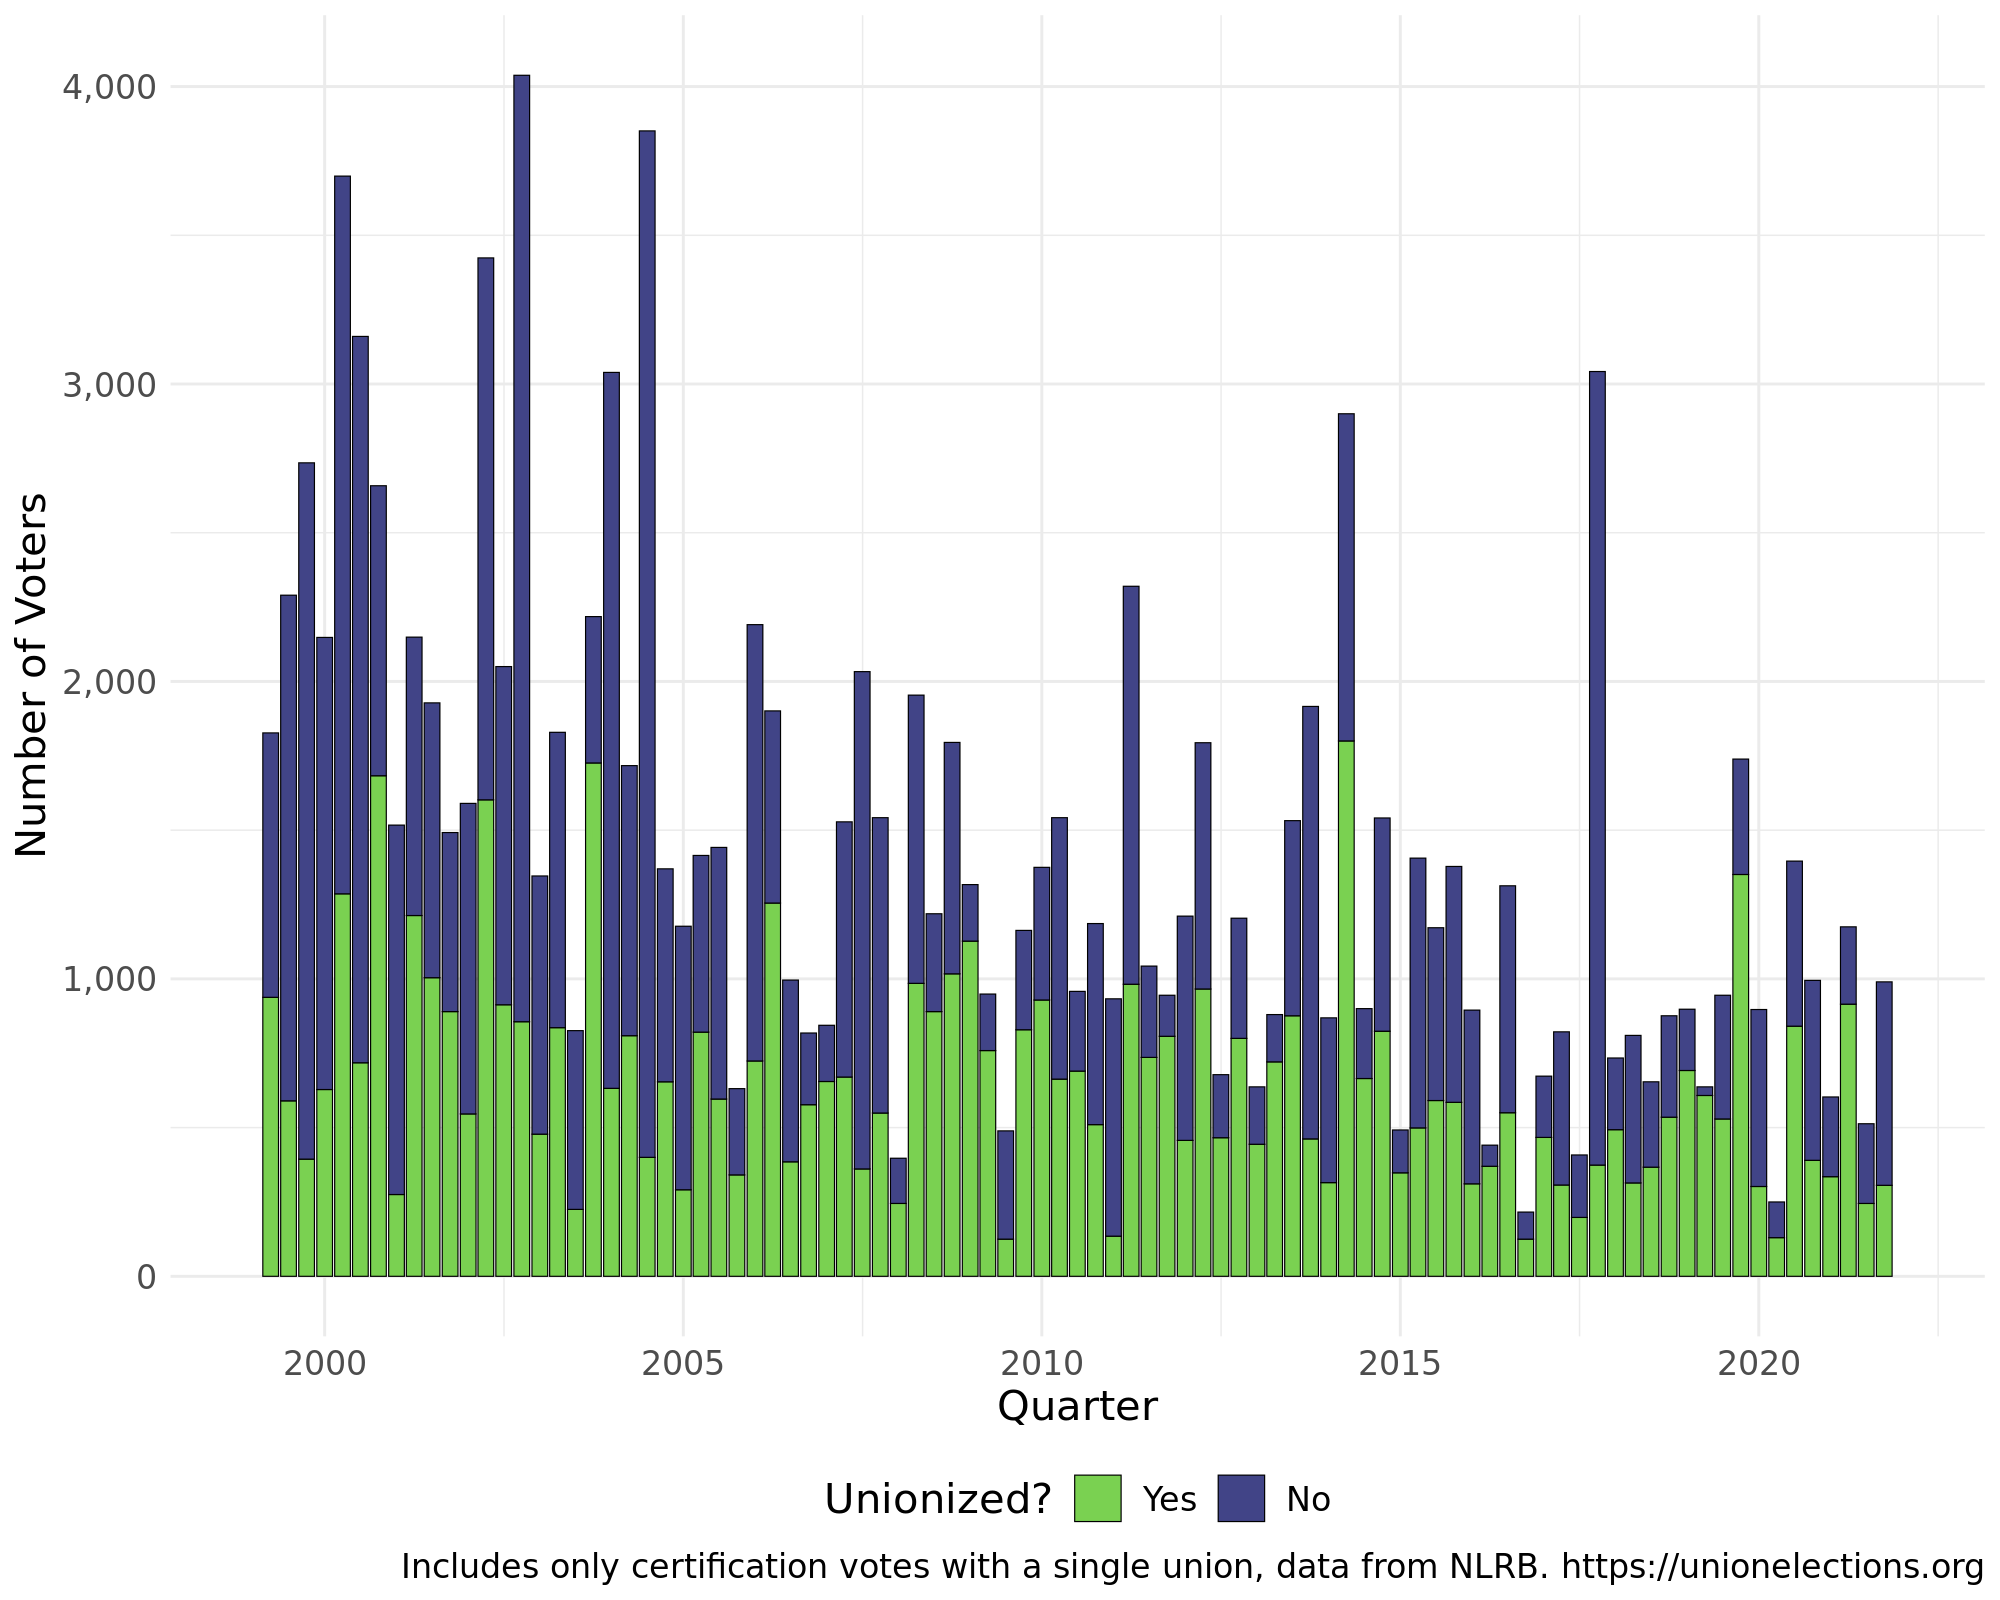 Number of Voters
4,000
3,000
2,000
1,000
0
2000 2005 2010 2015 2020
Quarter
Unionized? Yes No
Includes only certification votes with a single union, data from NLRB. https://unionelections.org